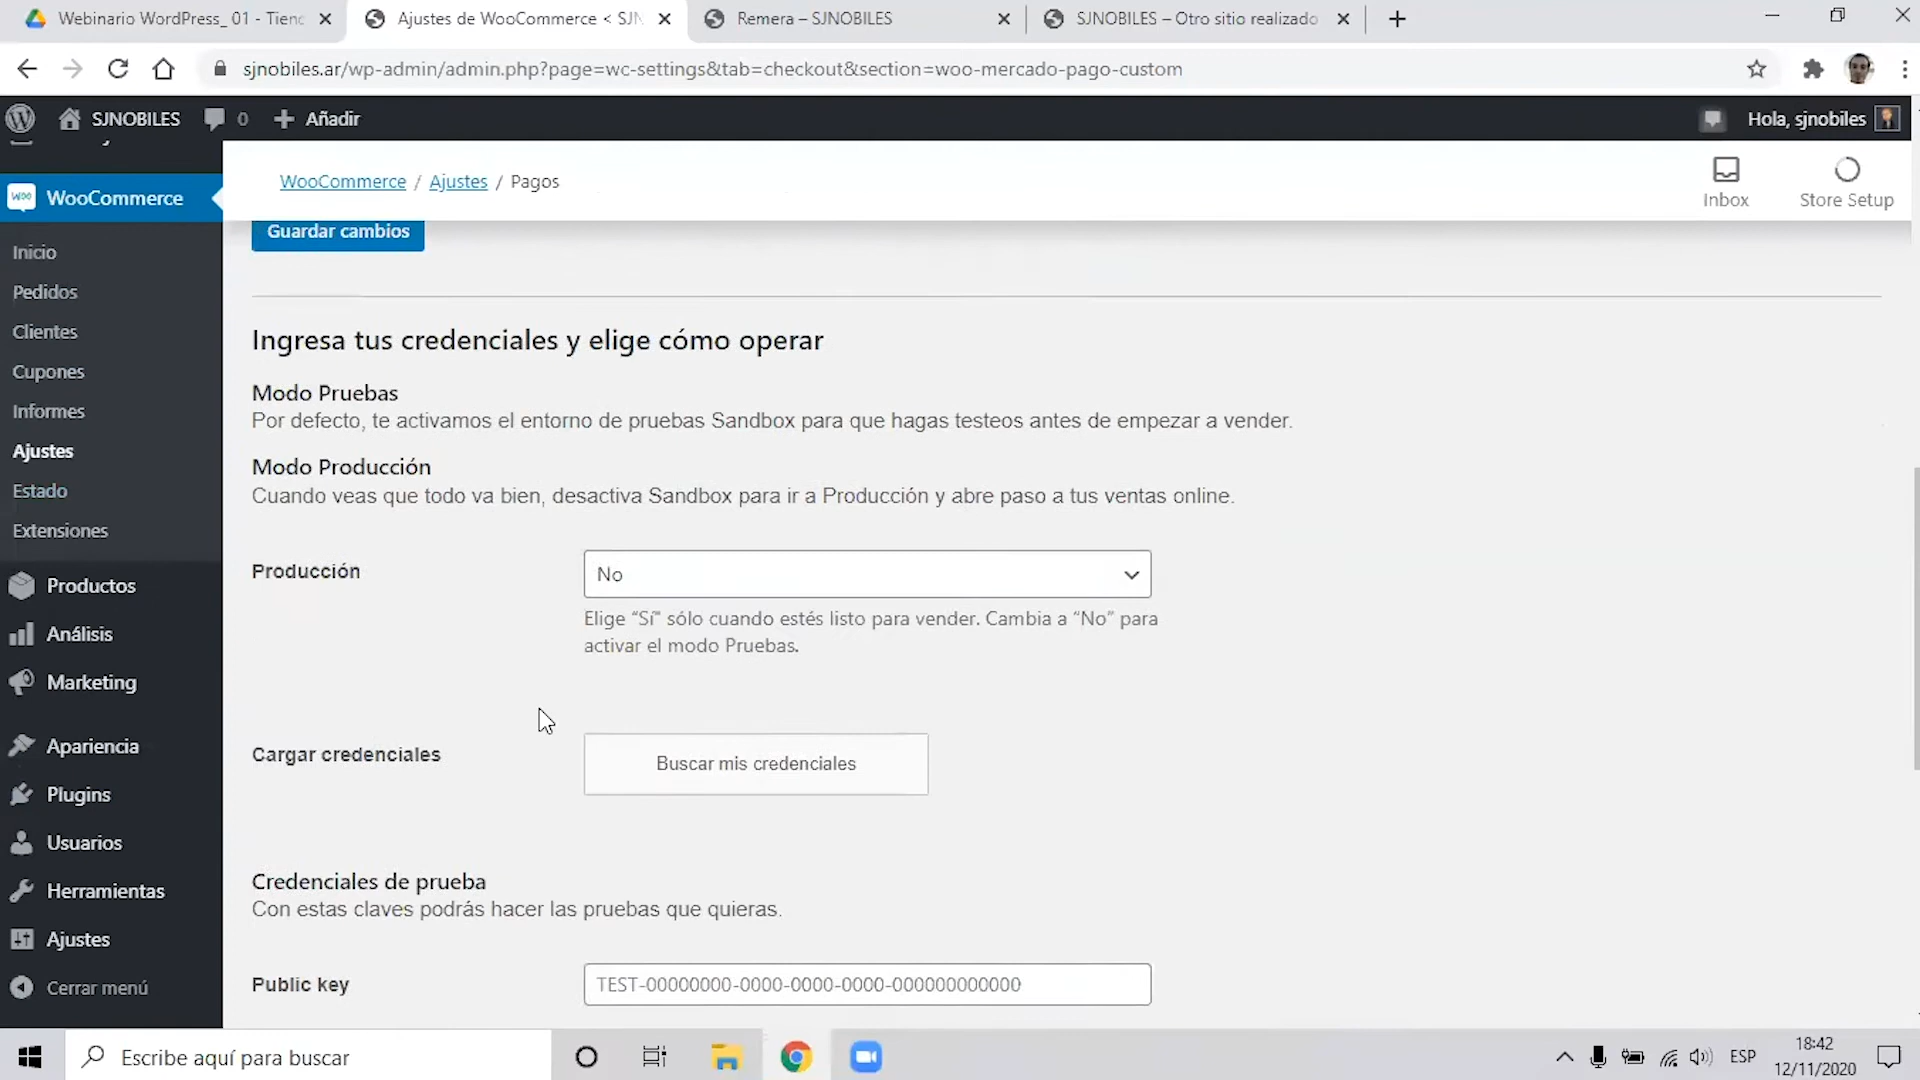 Webinario WordPress_ 01 - Tienc
Ajustes de WooCommerce < SJN
Remera – SJNOBILES
SJNOBILES – Otro sitio realizado
sjnobiles.ar/wp-admin/admin.php?page=wc-settings&tab=checkout&section=woo-mercado-pago-custom
SJNOBILES
0
Añadir
Hola, sjnobiles
WooCommerce
Inicio
Pedidos
Clientes
Cupones
Informes
Ajustes
Estado
Extensiones
Productos
Análisis
Marketing
Apariencia
Plugins
Usuarios
Herramientas
Ajustes
Cerrar menú
WooCommerce / Ajustes / Pagos
Inbox
Store Setup
Guardar cambios
Ingresa tus credenciales y elige cómo operar
Modo Pruebas
Por defecto, te activamos el entorno de pruebas Sandbox para que hagas testeos antes de empezar a vender.
Modo Producción
Cuando veas que todo va bien, desactiva Sandbox para ir a Producción y abre paso a tus ventas online.
Producción
No
Elige “Sí” sólo cuando estés listo para vender. Cambia a “No” para
activar el modo Pruebas.
Cargar credenciales
Buscar mis credenciales
Credenciales de prueba
Con estas claves podrás hacer las pruebas que quieras.
Public key
TEST-00000000-0000-0000-0000-000000000000
Escribe aquí para buscar
ESP
18:42
12/11/2020